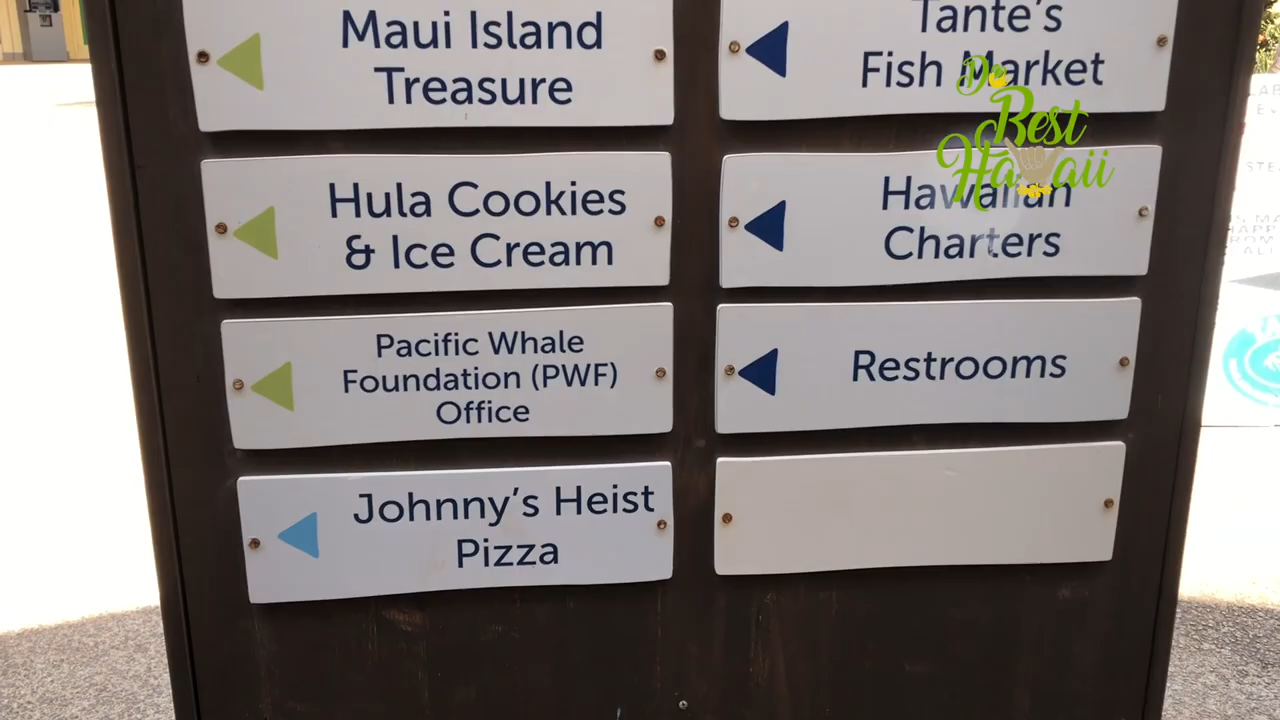 Maui Island
Treasure
Hula Cookies
& Ice Cream
Pacific Whale
Foundation (PWF)
Office
Johnny's Heist
Pizza
Tante's
Fish Market
Hawaiian
Charters
Restrooms
Da
Best
Hawaii